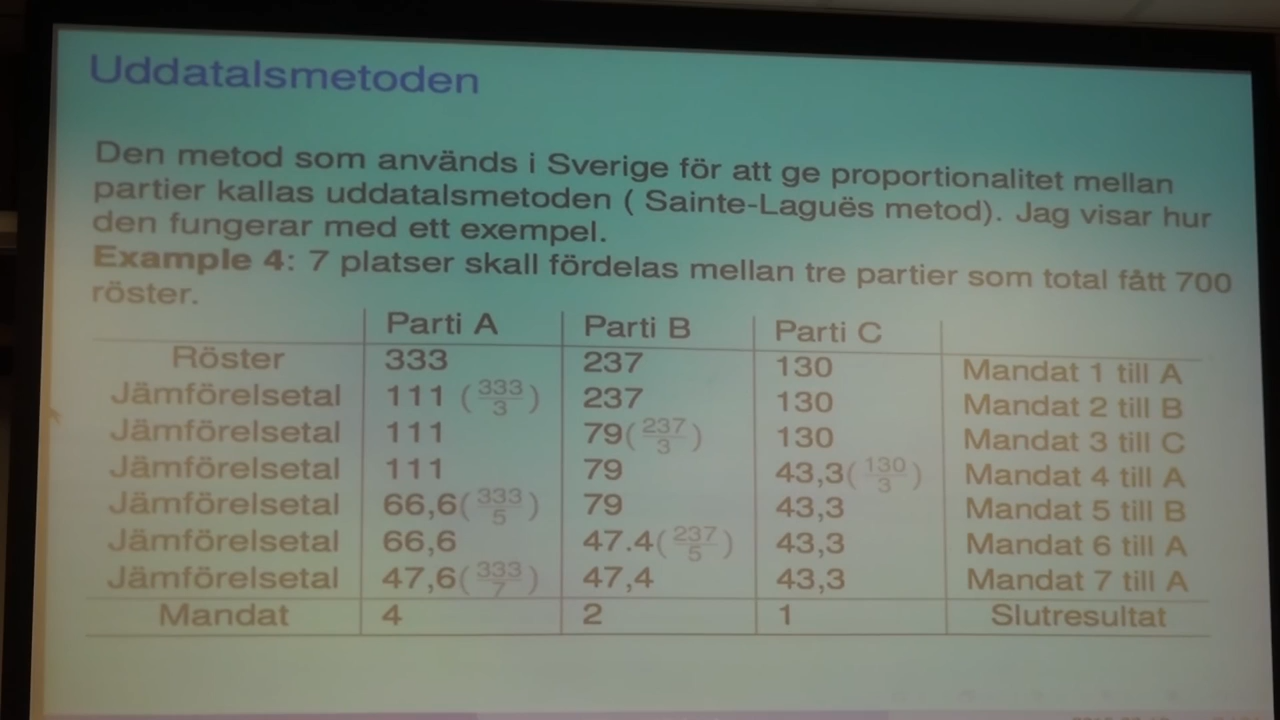 Uddatalsmetoden
Den metod som används i Sverige för att ge proportionalitet mellan
partier kallas uddatalsmetoden ( Sainte-Laguës metod). Jag visar hur
den fungerar med ett exempel.
Example 4: 7 platser skall fördelas mellan tre partier som total fått 700
röster.
Parti A Parti B Parti C
Röster 333 237 130 Mandat 1 till A
Jämförelsetal 111 (333/3) 237 130 Mandat 2 till B
Jämförelsetal 111 79(237/3) 130 Mandat 3 till C
Jämförelsetal 111 79 43,3(130/3) Mandat 4 till A
Jämförelsetal 66,6(333/5) 79 43,3 Mandat 5 till B
Jämförelsetal 66,6 47.4(237/5) 43,3 Mandat 6 till A
Jämförelsetal 47,6(333/7) 47,4 43,3 Mandat 7 till A
Mandat 4 2 1 Slutresultat